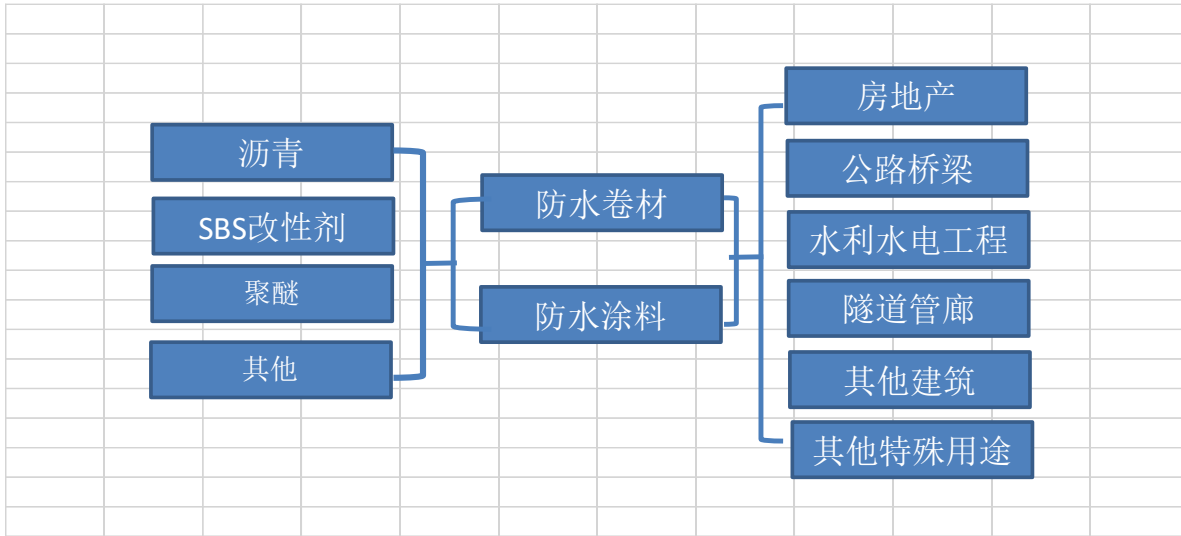 沥青
SBS改性剂
聚醚
其他
防水卷材
防水涂料
房地产
公路桥梁
水利水电工程
隧道管廊
其他建筑
其他特殊用途